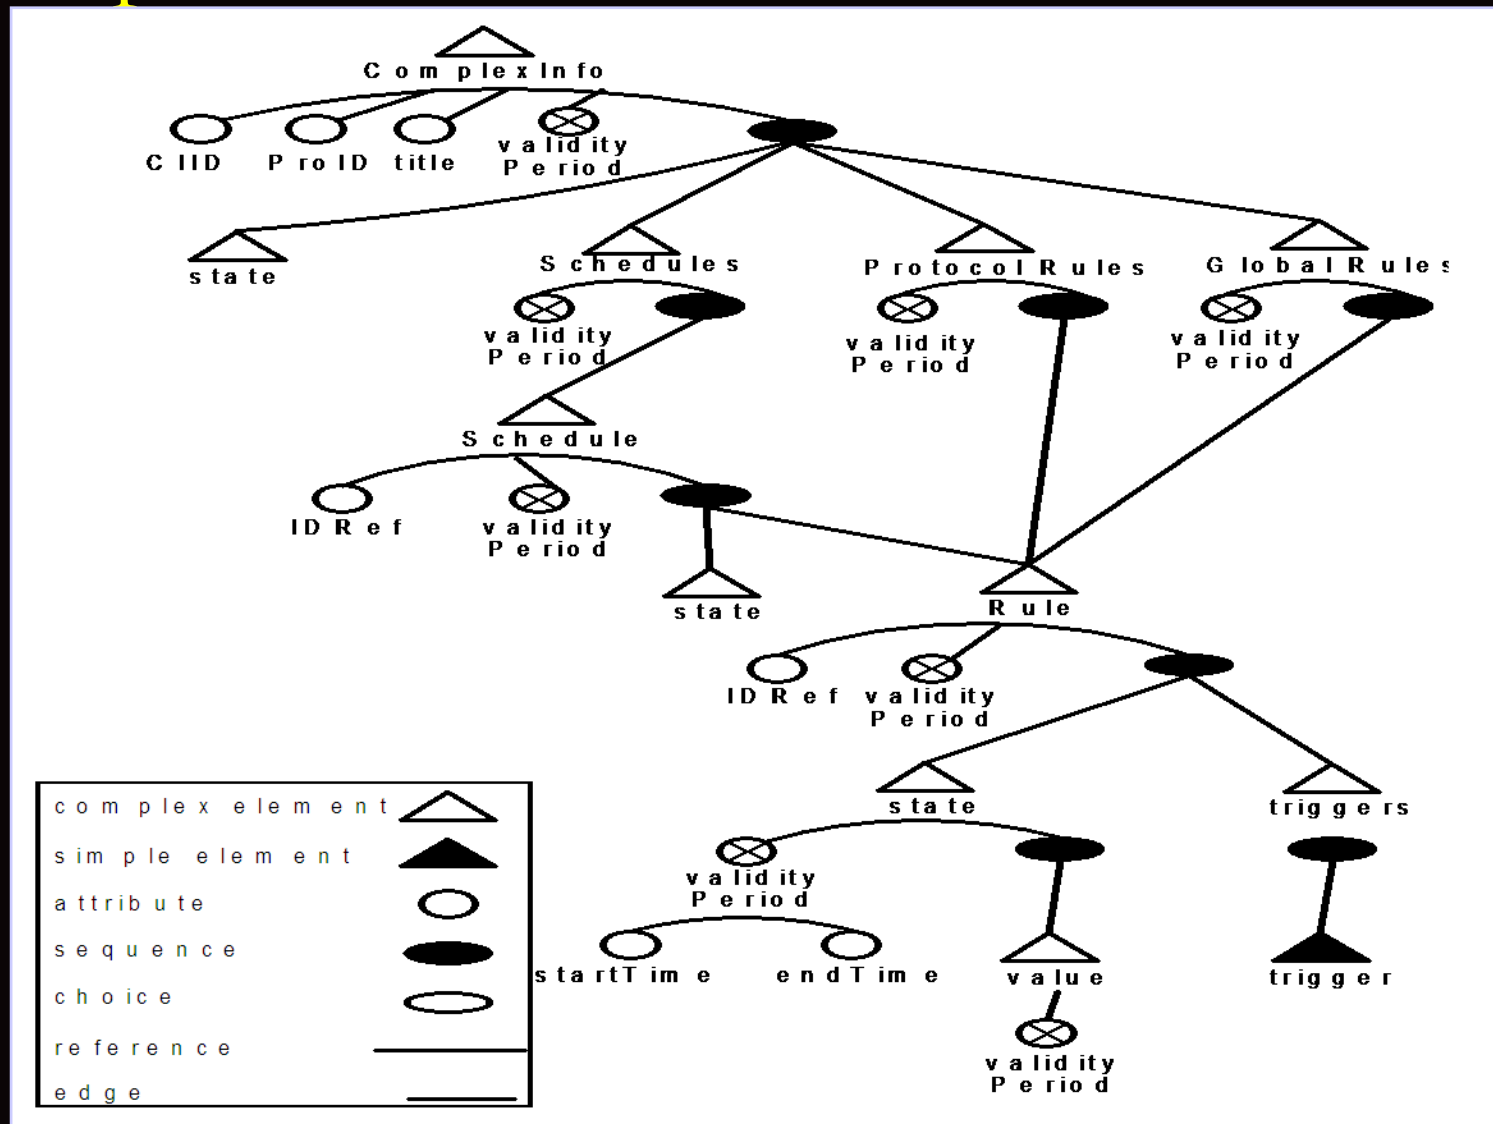 ComplexInfo
CIID
ProID
title
validity
Period
state
Schedules
ProtocolRules
GlobalRules
validity
Period
validity
Period
validity
Period
Schedule
IDRef
validity
Period
state
Rule
IDRef
validity
Period
state
triggers
validity
Period
startTime
endTime
value
trigger
validity
Period
complex element
simple element
attribute
sequence
choice
reference
edge